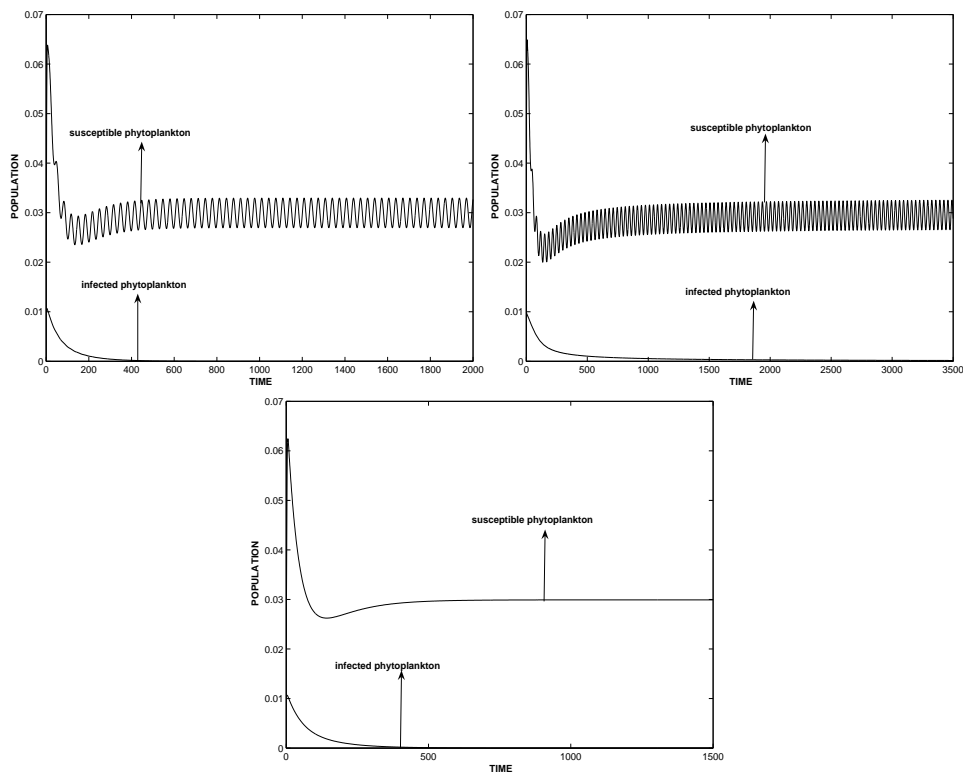 0.07
0.06
0.05
0.04
0.03
0.02
0.01
0
POPULATION
susceptible phytoplankton
infected phytoplankton
0 200 400 600 800 1000 1200 1400 1600 1800 2000
TIME
0.07
0.06
0.05
0.04
0.03
0.02
0.01
0
POPULATION
susceptible phytoplankton
infected phytoplankton
0 500 1000 1500 2000 2500 3000 3500
TIME
0.07
0.06
0.05
0.04
0.03
0.02
0.01
0
POPULATION
susceptible phytoplankton
infected phytoplankton
0 500 1000 1500
TIME